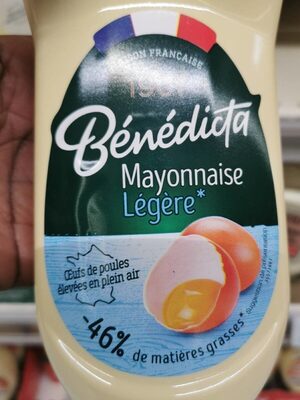 FRANÇAISE
Bénédicta
Mayonnaise
Légère*
Œufs de poules
élevées en plein air
-46%
de matières grasses*